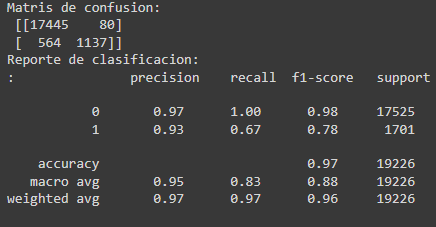 Matris de confusion:
[[17445 80]
[ 564 1137]]
Reporte de clasificacion:
: precision recall f1-score support
0 0.97 1.00 0.98 17525
1 0.93 0.67 0.78 1701
accuracy 0.97 19226
macro avg 0.95 0.83 0.88 19226
weighted avg 0.97 0.97 0.96 19226